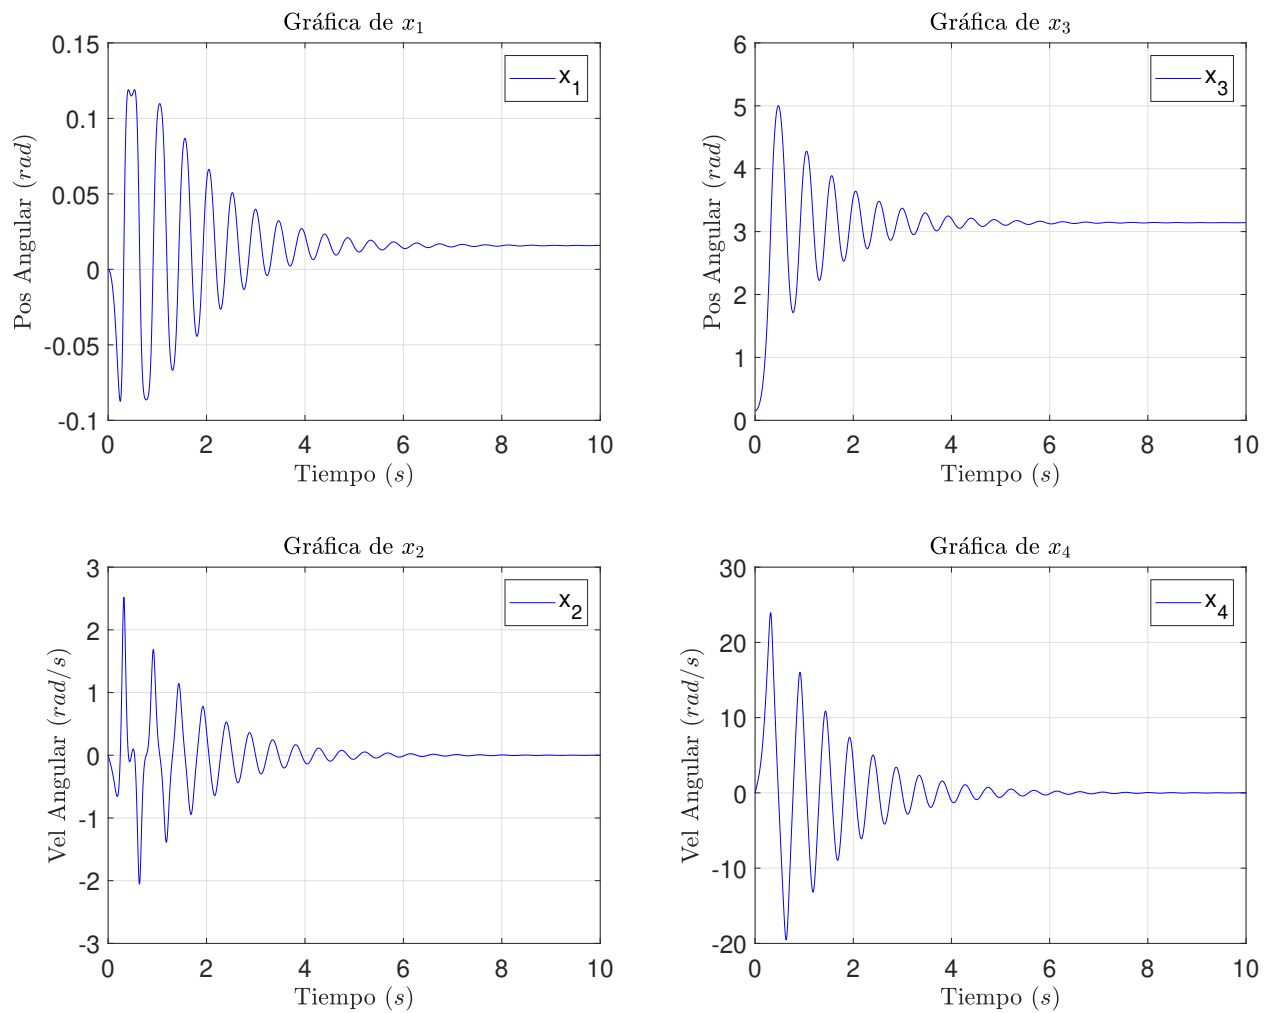 Gráfica de x1
0.15
0.1
0.05
0
-0.05
-0.1
Pos Angular (rad)
x1
0 2 4 6 8 10
Tiempo (s)
Gráfica de x3
6
5
4
3
2
1
0
Pos Angular (rad)
x3
0 2 4 6 8 10
Tiempo (s)
Gráfica de x2
3
2
1
0
-1
-2
-3
Vel Angular (rad/s)
x2
0 2 4 6 8 10
Tiempo (s)
Gráfica de x4
30
20
10
0
-10
-20
Vel Angular (rad/s)
x4
0 2 4 6 8 10
Tiempo (s)